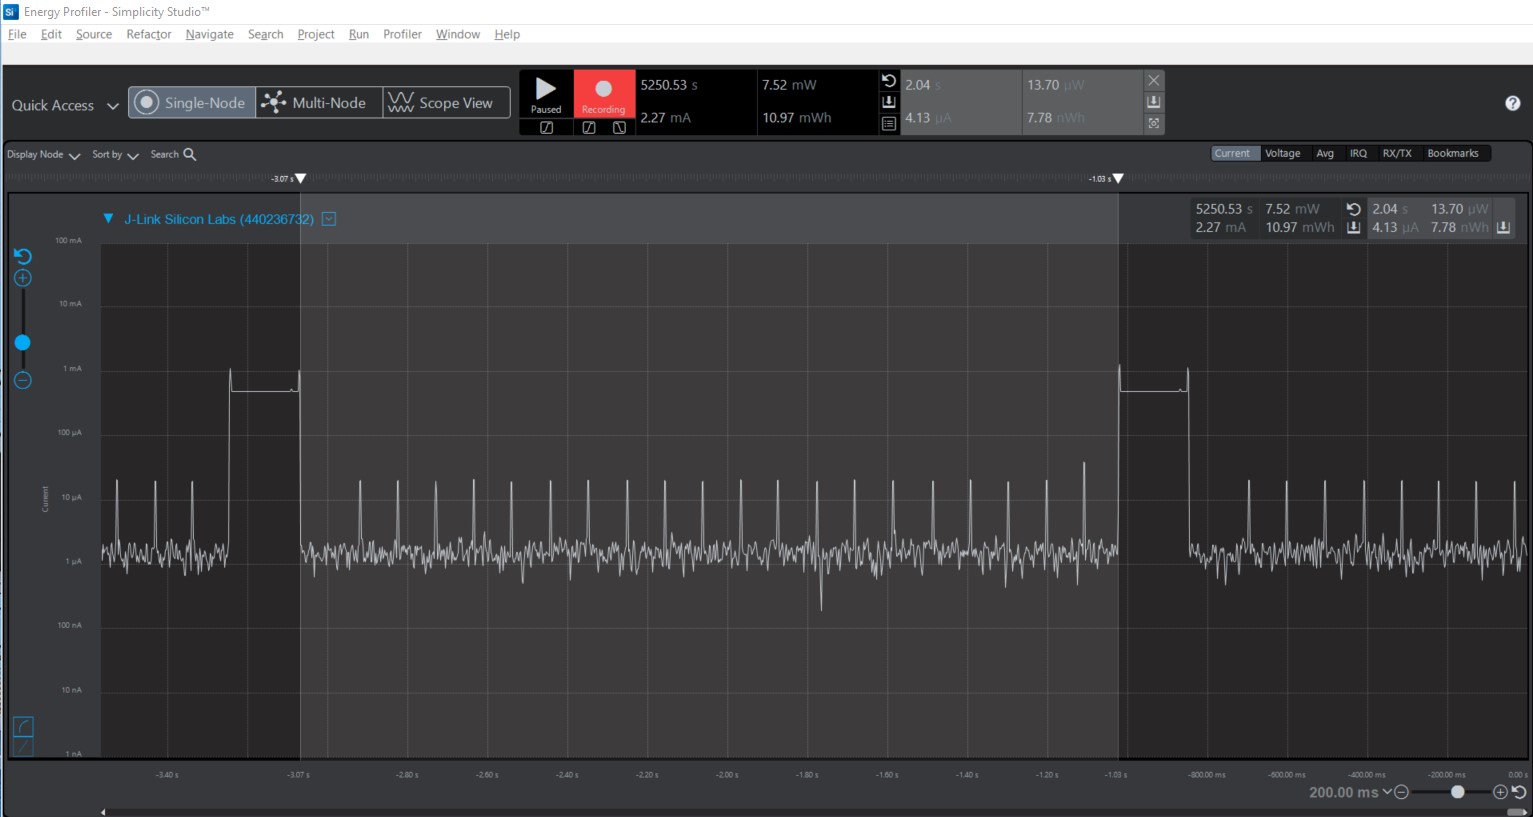 Si Energy Profiler - Simplicity Studio™
File Edit Source Refactor Navigate Search Project Run Profiler Window Help
Quick Access Single-Node Multi-Node Scope View
Paused Recording
5250.53 s 7.52 mW 2.04 s 13.70 µW
2.27 mA 10.97 mWh 4.13 µA 7.78 nWh
?
Display Node Sort by Search Current Voltage Avg IRQ RX/TX Bookmarks
-3.07 s -1.03 s
J-Link Silicon Labs (440236732)
5250.53 s 7.52 mW 2.04 s 13.70 µW
2.27 mA 10.97 mWh 4.13 µA 7.78 nWh
100 mA
10 mA
1 mA
100 µA
10 µA
Current
1 µA
100 nA
10 nA
1 nA
-3.40 s -3.07 s -2.80 s -2.60 s -2.40 s -2.20 s -2.00 s -1.80 s -1.60 s -1.40 s -1.20 s -1.03 s -800.00 ms -600.00 ms -400.00 ms -200.00 ms 0.00 s
200.00 ms